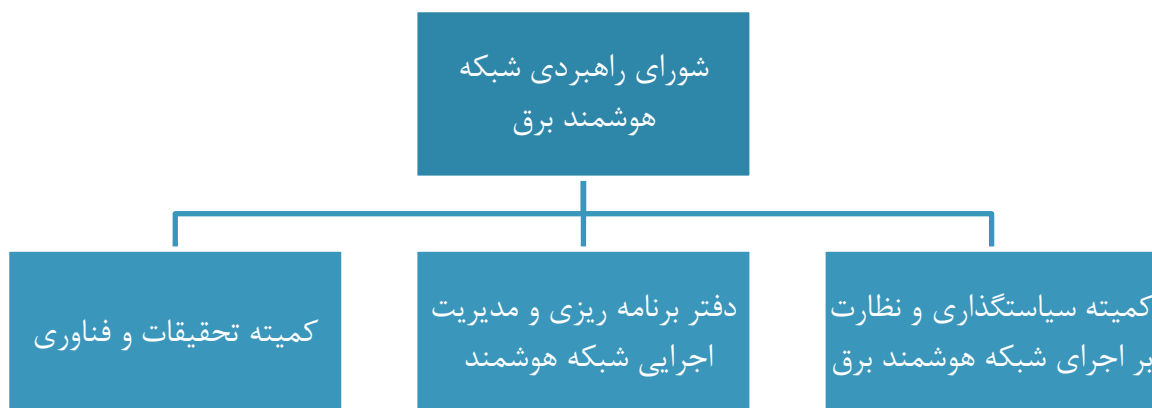 شورای راهبردی شبکه
هوشمند برق
کمیته سیاستگذاری و نظارت
بر اجرای شبکه هوشمند برق
دفتر برنامه ریزی و مدیریت
اجرایی شبکه هوشمند
کمیته تحقیقات و فناوری